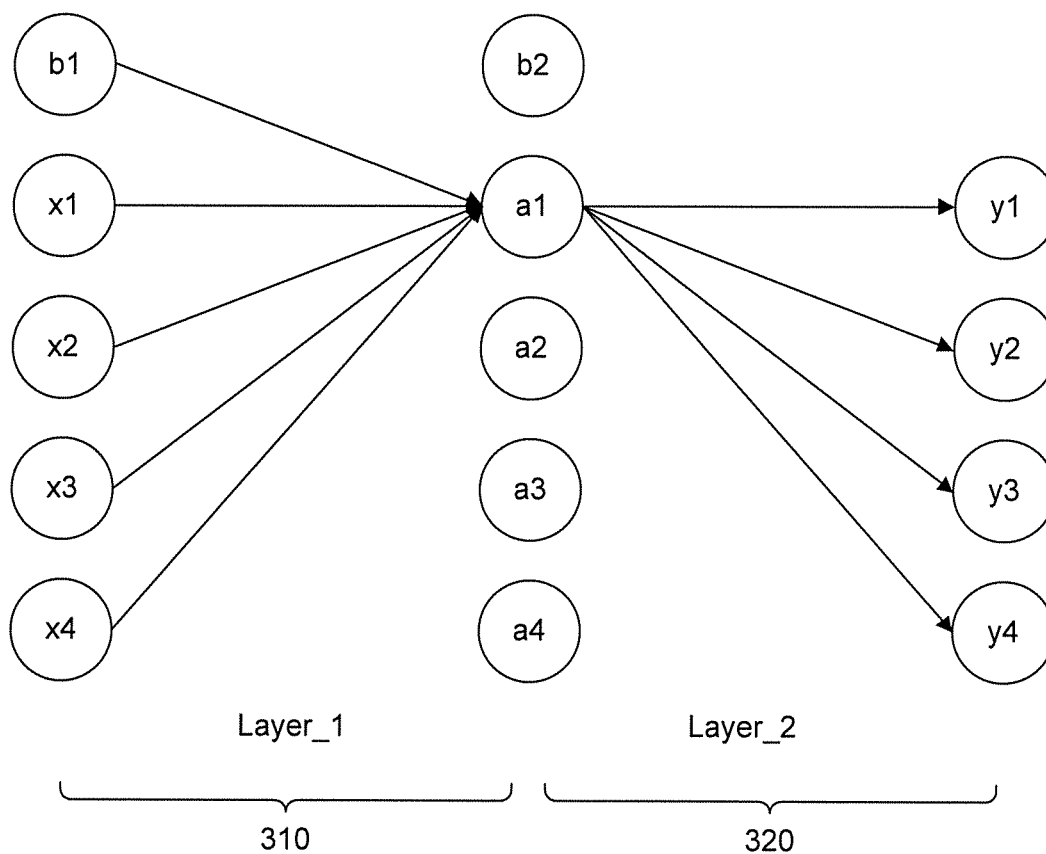 b1 b2
x1 a1 y1
x2 a2 y2
x3 a3 y3
x4 a4 y4
Layer_1 Layer_2
310 320